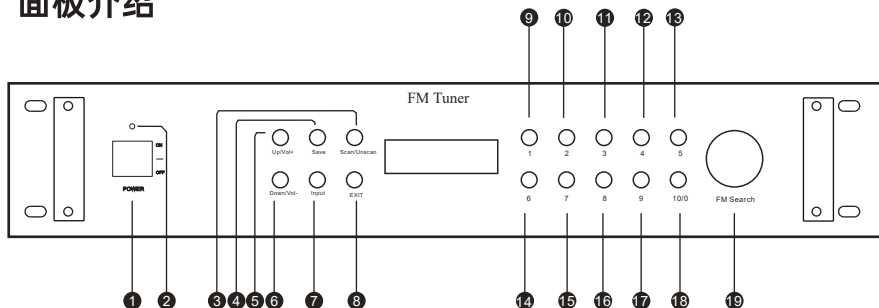 面板介绍
9 10 11 12 13
FM Tuner
ON
OFF
POWER
Up/Vol+ Save Scan/Unscan
Down/Vol- Input EXIT
1 2 3 4 5
6 7 8 9 10/0
FM Search
1 2 3 4 5 6 7 8 14 15 16 17 18 19